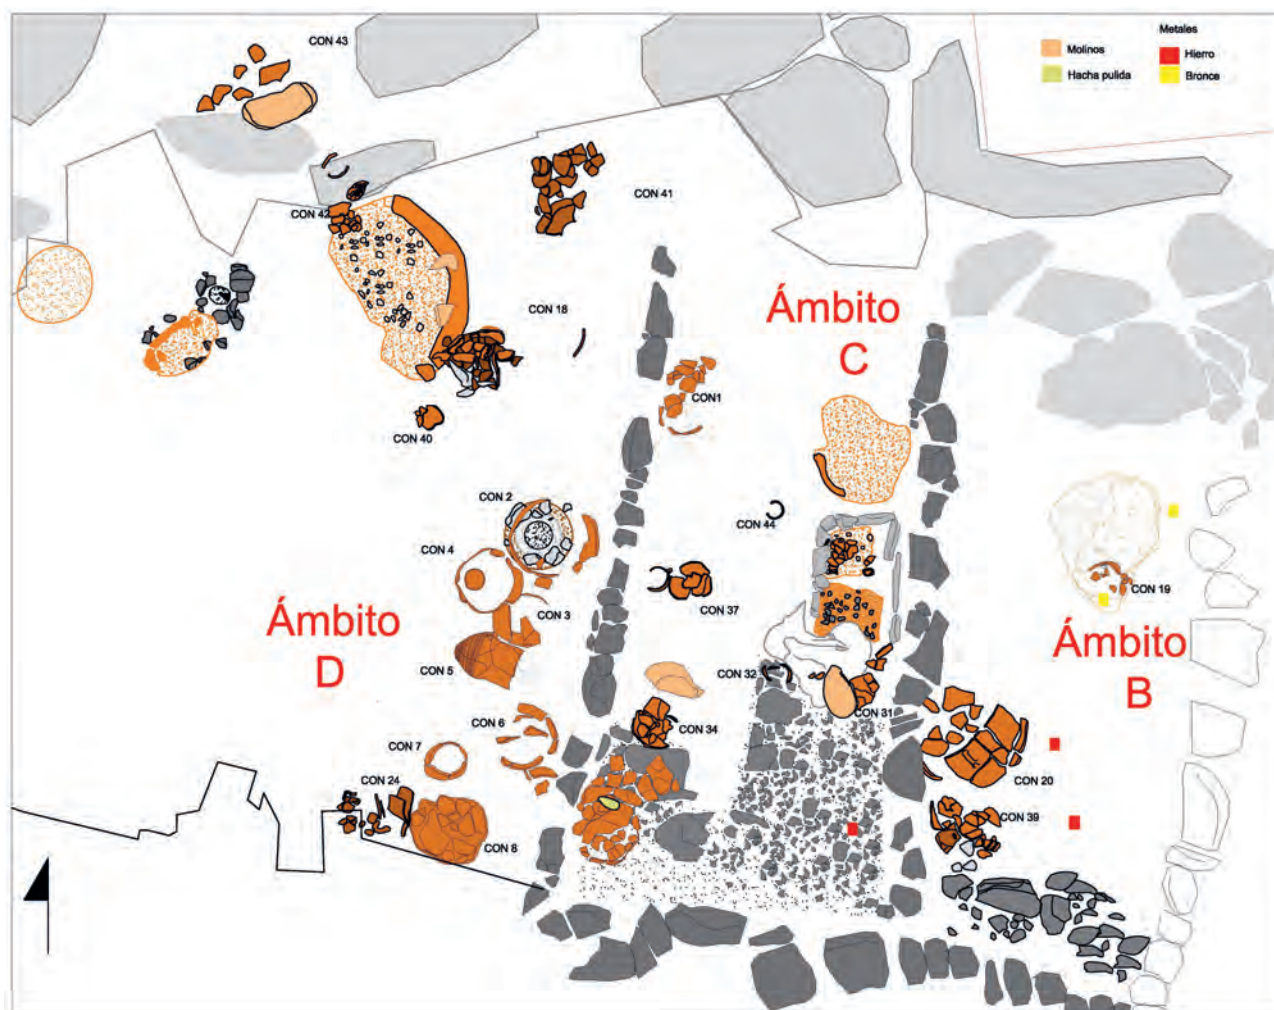 CON 43
Metales
Molinos
Hierro
Hacha pulida
Bronce
CON 41
CON 42
CON 18
Ámbito
C
CON1
CON 40
CON 2
CON 44
CON 4
CON 19
CON 37
CON 3
Ámbito
D
Ámbito
B
CON 5
CON 32
CON 31
CON 6
CON 34
CON 7
CON 24
CON 20
CON 39
CON 8